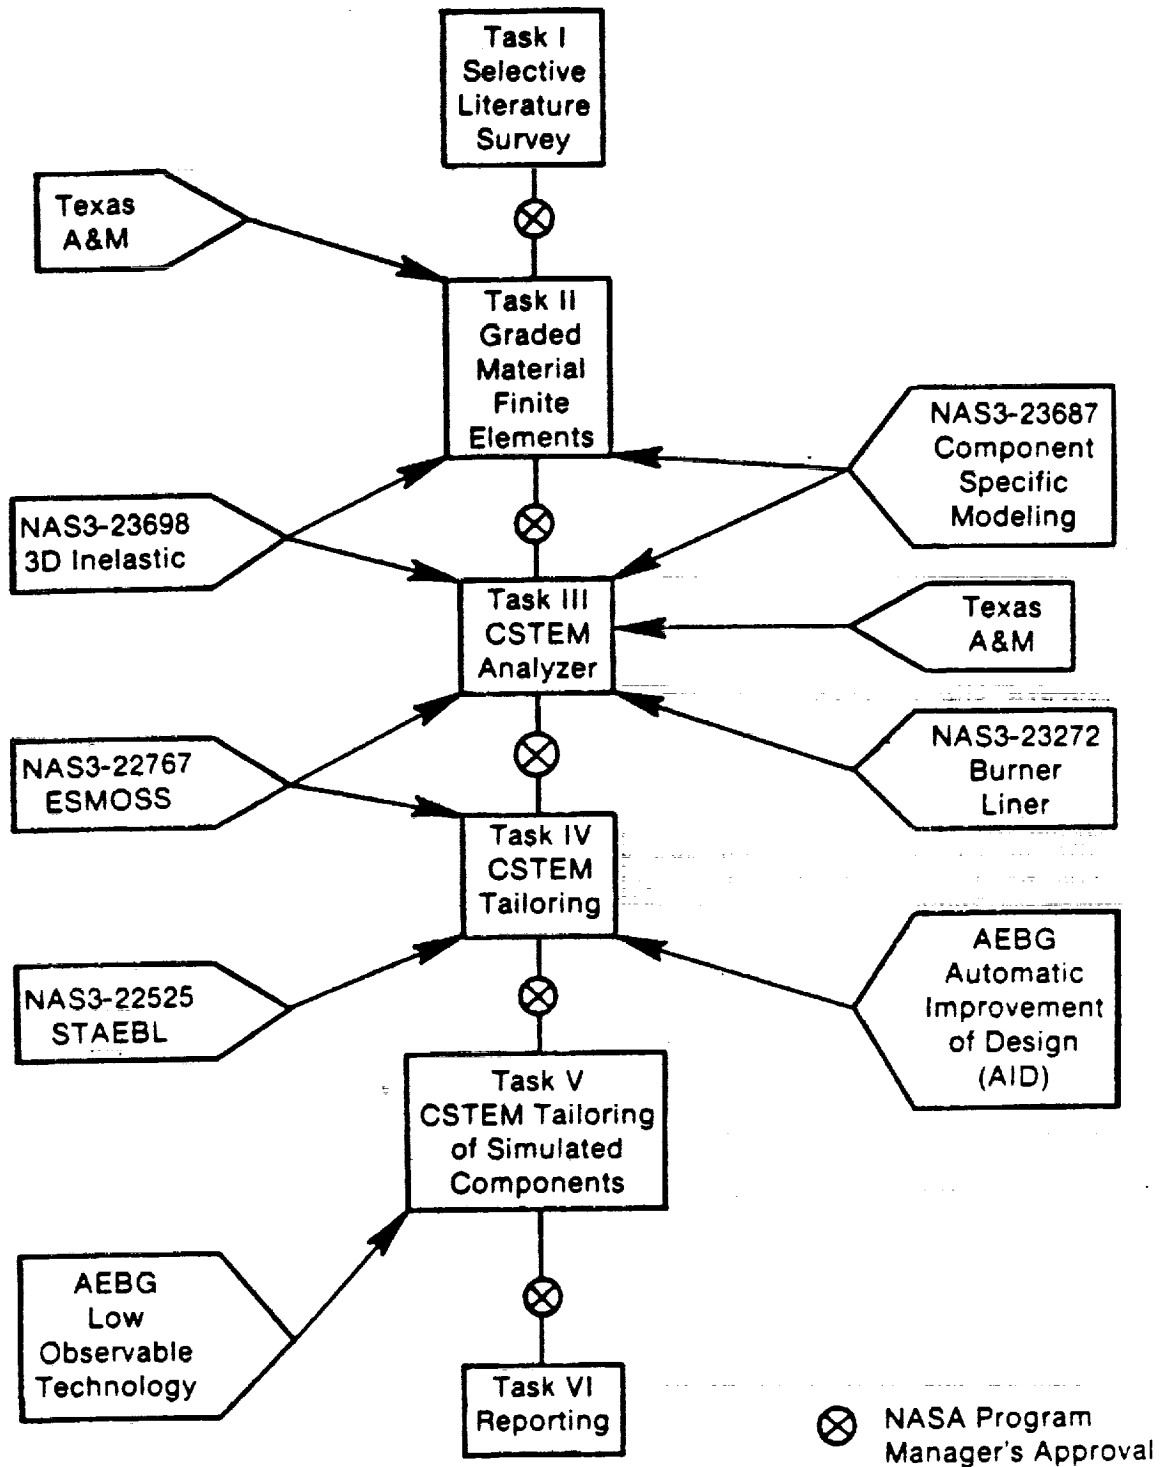 Task I
Selective
Literature
Survey
Texas
A&M
Task II
Graded
Material
Finite
Elements
NAS3-23687
Component
Specific
Modeling
NAS3-23698
3D Inelastic
Task III
CSTEM
Analyzer
Texas
A&M
NAS3-22767
ESMOSS
NAS3-23272
Burner
Liner
Task IV
CSTEM
Tailoring
NAS3-22525
STAEBL
AEBG
Automatic
Improvement
of Design
(AID)
Task V
CSTEM Tailoring
of Simulated
Components
AEBG
Low
Observable
Technology
Task VI
Reporting
NASA Program
Manager's Approval